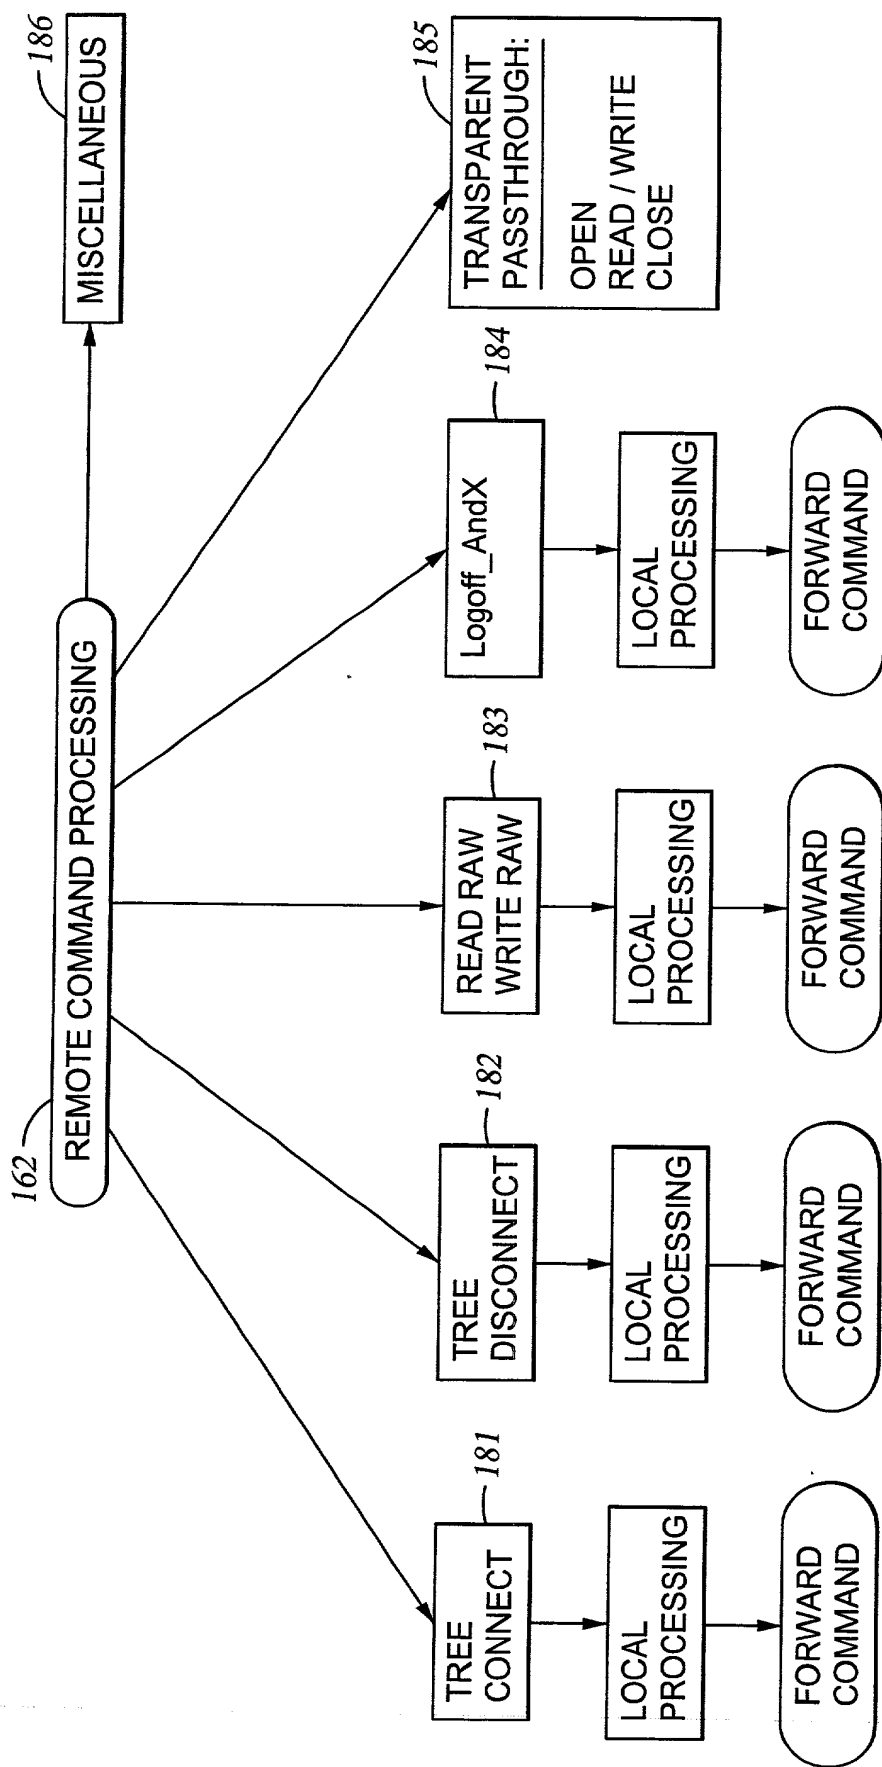 162
REMOTE COMMAND PROCESSING
186
MISCELLANEOUS
181
TREE
CONNECT
LOCAL
PROCESSING
FORWARD
COMMAND
182
TREE
DISCONNECT
LOCAL
PROCESSING
FORWARD
COMMAND
183
READ RAW
WRITE RAW
LOCAL
PROCESSING
FORWARD
COMMAND
184
Logoff_AndX
LOCAL
PROCESSING
FORWARD
COMMAND
185
TRANSPARENT
PASSTHROUGH:
OPEN
READ / WRITE
CLOSE